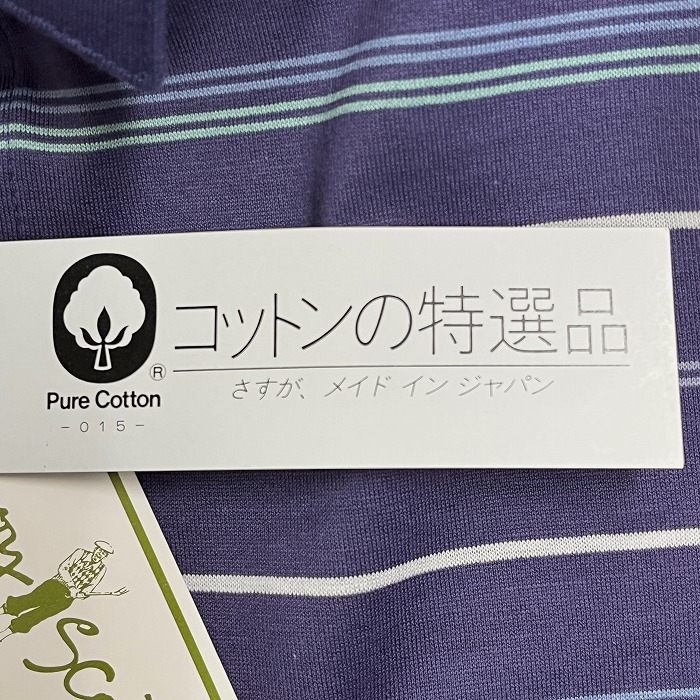 コットンの特選品
®
さすが、メイド イン ジャパン
Pure Cotton
-015-